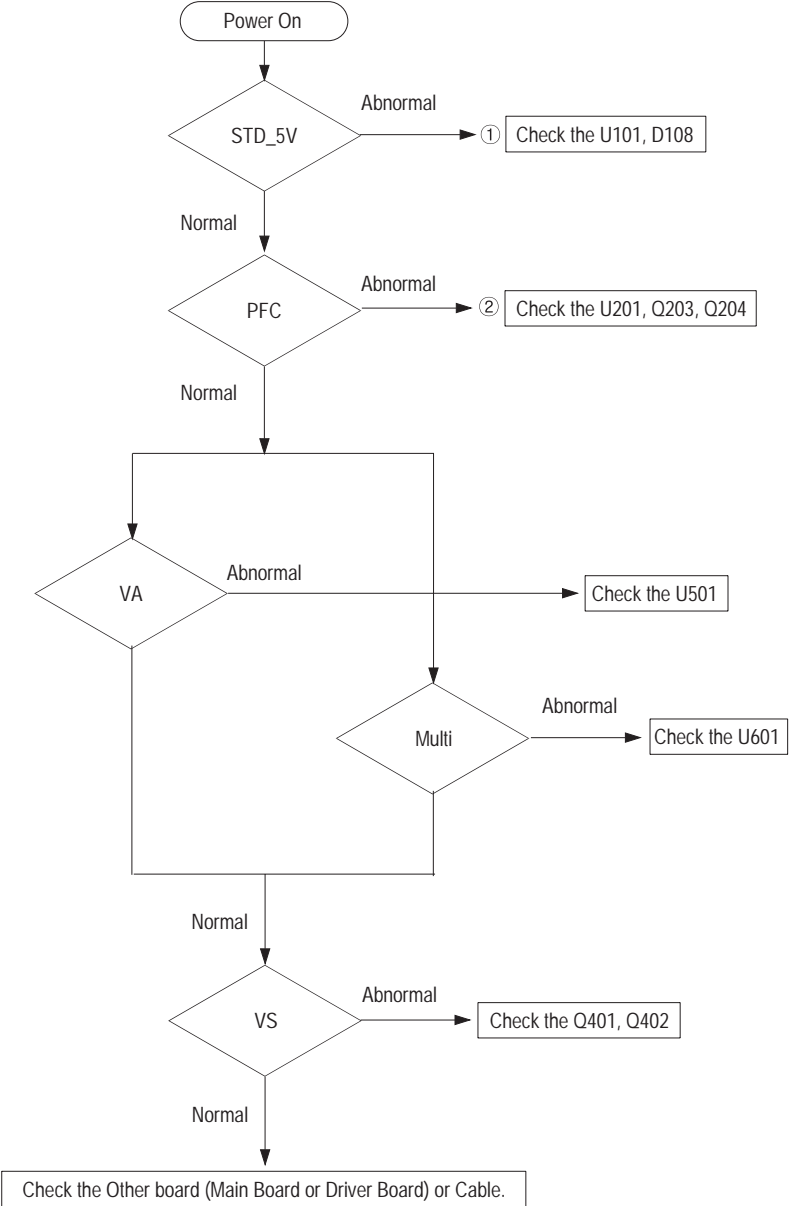 Power On
Abnormal
STD_5V
① Check the U101, D108
Normal
Abnormal
PFC
② Check the U201, Q203, Q204
Normal
Abnormal
VA
Check the U501
Abnormal
Multi
Check the U601
Normal
Abnormal
VS
Check the Q401, Q402
Normal
Check the Other board (Main Board or Driver Board) or Cable.